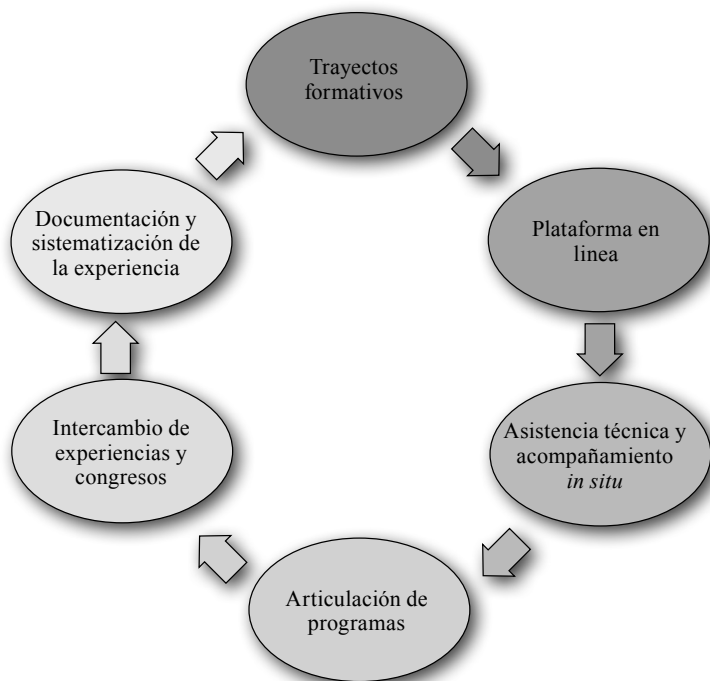 Trayectos
formativos
Plataforma en
linea
Asistencia técnica y
acompañamiento
in situ
Articulación de
programas
Intercambio de
experiencias y
congresos
Documentación y
sistematización de
la experiencia